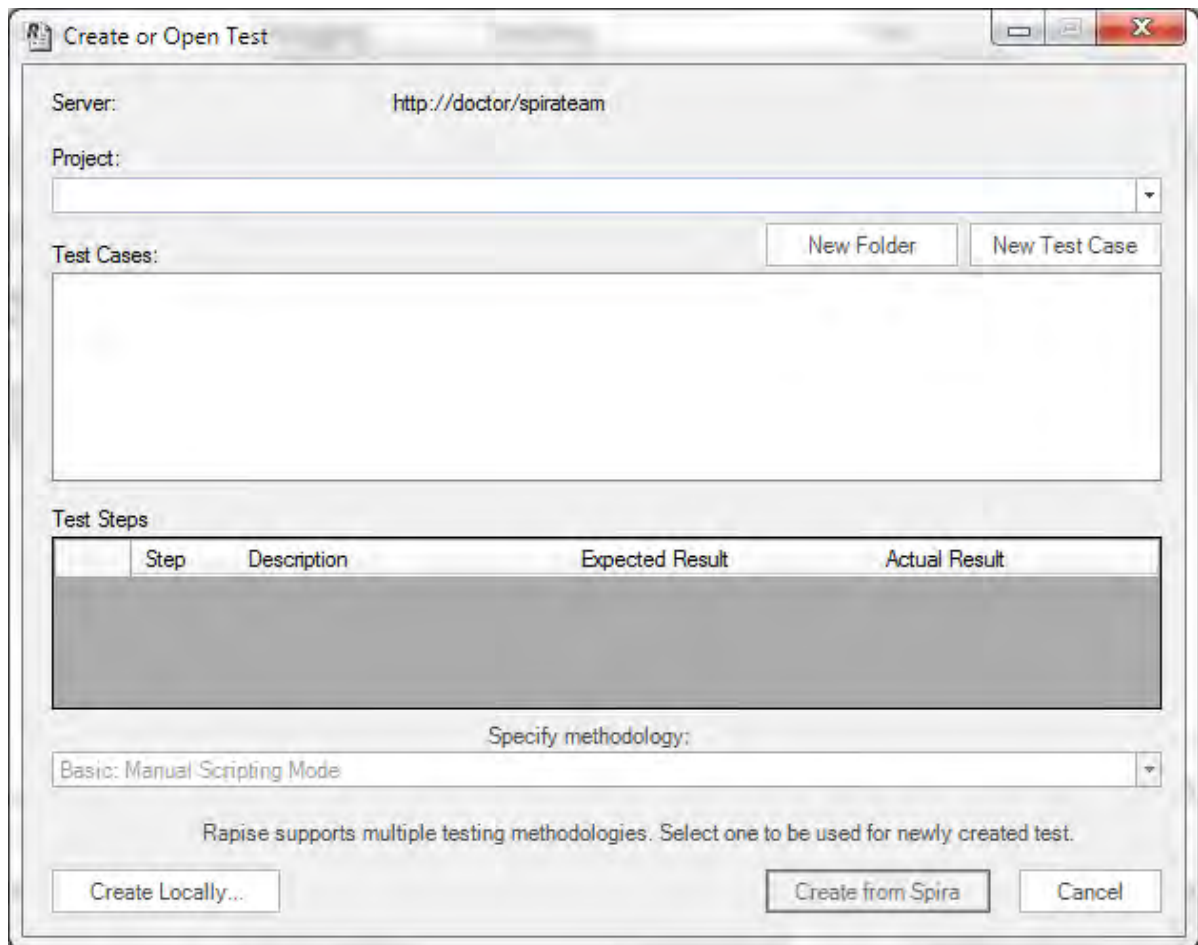 Create or Open Test
Server: http://doctor/spirateam
Project:
New Folder New Test Case
Test Cases:
Test Steps
Step Description Expected Result Actual Result
Specify methodology:
Basic: Manual Scripting Mode
Rapise supports multiple testing methodologies. Select one to be used for newly created test.
Create Locally... Create from Spira Cancel